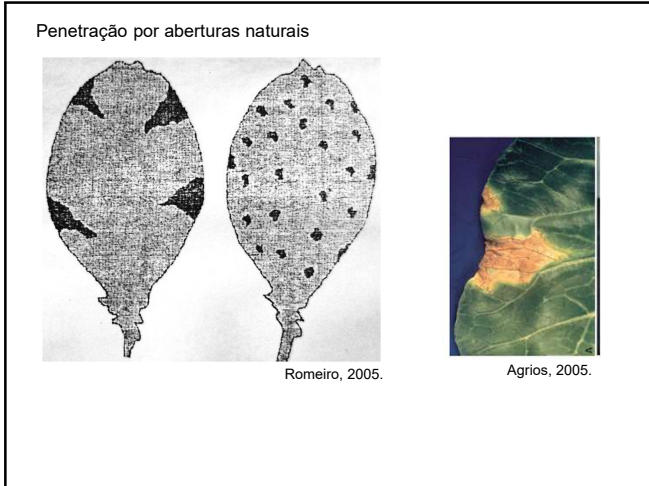 Penetração por aberturas naturais
Romeiro, 2005.
Agrios, 2005.